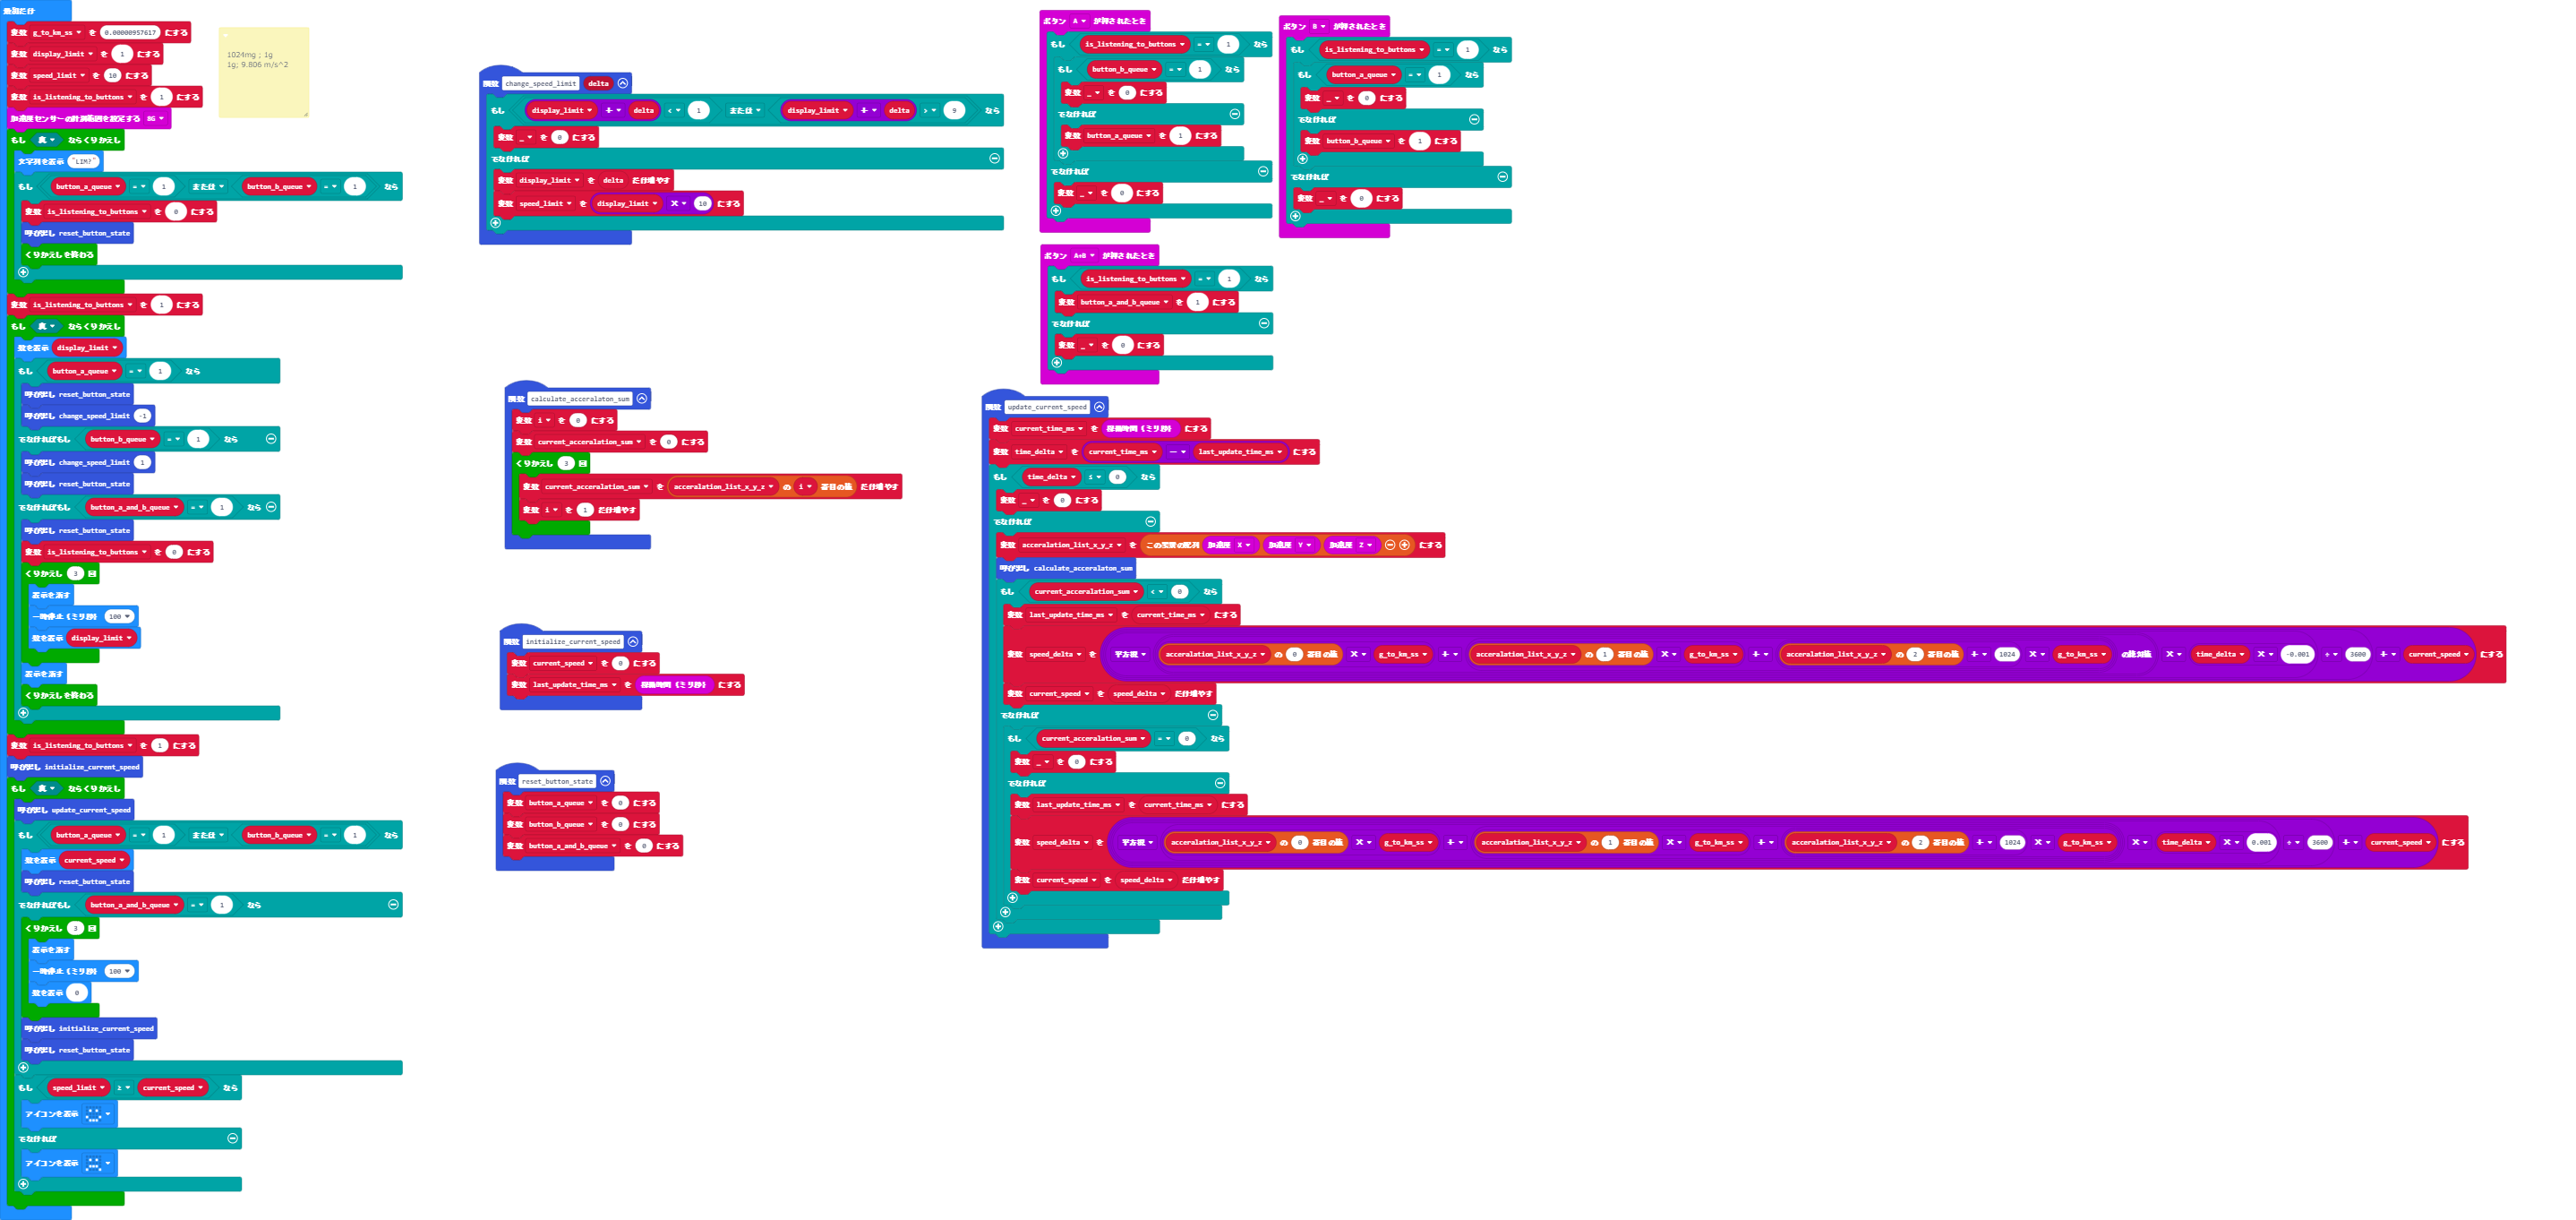 最初だけ
変数 g_to_km_ss を 0.00000957617 にする
変数 display_limit を 1 にする
変数 speed_limit を 10 にする
変数 is_listening_to_buttons を 1 にする
加速度センサーの計測範囲を設定する 8G
もし 真 ならくりかえし
文字列を表示 "LIM?"
もし button_a_queue = 1 または button_b_queue = 1 なら
変数 is_listening_to_buttons を 0 にする
呼び出し reset_button_state
くりかえしを終わる
変数 is_listening_to_buttons を 1 にする
もし 真 ならくりかえし
数を表示 display_limit
もし button_a_queue = 1 なら
呼び出し reset_button_state
呼び出し change_speed_limit -1
でなければもし button_b_queue = 1 なら
呼び出し change_speed_limit 1
呼び出し reset_button_state
でなければもし button_a_and_b_queue = 1 なら
呼び出し reset_button_state
変数 is_listening_to_buttons を 0 にする
くりかえし 3 回
表示を消す
一時停止（ミリ秒） 100
数を表示 display_limit
表示を消す
くりかえしを終わる
変数 is_listening_to_buttons を 1 にする
呼び出し initialize_current_speed
もし 真 ならくりかえし
呼び出し update_current_speed
もし button_a_queue = 1 または button_b_queue = 1 なら
数を表示 current_speed
呼び出し reset_button_state
でなければもし button_a_and_b_queue = 1 なら
くりかえし 3 回
表示を消す
一時停止（ミリ秒） 100
数を表示 0
呼び出し initialize_current_speed
呼び出し reset_button_state
もし speed_limit ≥ current_speed なら
アイコンを表示
でなければ
アイコンを表示
1024mg ; 1g
1g; 9.806 m/s^2
関数 change_speed_limit delta
もし display_limit + delta < 1 または display_limit + delta > 9 なら
変数 _ を 0 にする
でなければ
変数 display_limit を delta だけ増やす
変数 speed_limit を display_limit × 10 にする
関数 calculate_acceralaton_sum
変数 i を 0 にする
変数 current_acceralation_sum を 0 にする
くりかえし 3 回
変数 current_acceralation_sum を acceralation_list_x_y_z の i 番目の値 だけ増やす
変数 i を 1 だけ増やす
関数 initialize_current_speed
変数 current_speed を 0 にする
変数 last_update_time_ms を 稼働時間（ミリ秒） にする
関数 reset_button_state
変数 button_a_queue を 0 にする
変数 button_b_queue を 0 にする
変数 button_a_and_b_queue を 0 にする
ボタン A が押されたとき
もし is_listening_to_buttons = 1 なら
もし button_b_queue = 1 なら
変数 _ を 0 にする
でなければ
変数 button_a_queue を 1 にする
でなければ
変数 _ を 0 にする
ボタン B が押されたとき
もし is_listening_to_buttons = 1 なら
もし button_a_queue = 1 なら
変数 _ を 0 にする
でなければ
変数 button_b_queue を 1 にする
でなければ
変数 _ を 0 にする
ボタン A+B が押されたとき
もし is_listening_to_buttons = 1 なら
変数 button_a_and_b_queue を 1 にする
でなければ
変数 _ を 0 にする
関数 update_current_speed
変数 current_time_ms を 稼働時間（ミリ秒） にする
変数 time_delta を current_time_ms - last_update_time_ms にする
もし time_delta ≤ 0 なら
変数 _ を 0 にする
でなければ
変数 acceralation_list_x_y_z を この要素の配列 加速度 X 加速度 Y 加速度 Z にする
呼び出し calculate_acceralaton_sum
もし current_acceralation_sum < 0 なら
変数 last_update_time_ms を current_time_ms にする
変数 speed_delta を 平方根 acceralation_list_x_y_z の 0 番目の値 × g_to_km_ss + acceralation_list_x_y_z の 1 番目の値 × g_to_km_ss + acceralation_list_x_y_z の 2 番目の値 + 1024 × g_to_km_ss の絶対値 × time_delta × -0.001 ÷ 3600 + current_speed にする
変数 current_speed を speed_delta だけ増やす
でなければ
もし current_acceralation_sum = 0 なら
変数 _ を 0 にする
でなければ
変数 last_update_time_ms を current_time_ms にする
変数 speed_delta を 平方根 acceralation_list_x_y_z の 0 番目の値 × g_to_km_ss + acceralation_list_x_y_z の 1 番目の値 × g_to_km_ss + acceralation_list_x_y_z の 2 番目の値 + 1024 × g_to_km_ss × time_delta × 0.001 ÷ 3600 + current_speed にする
変数 current_speed を speed_delta だけ増やす